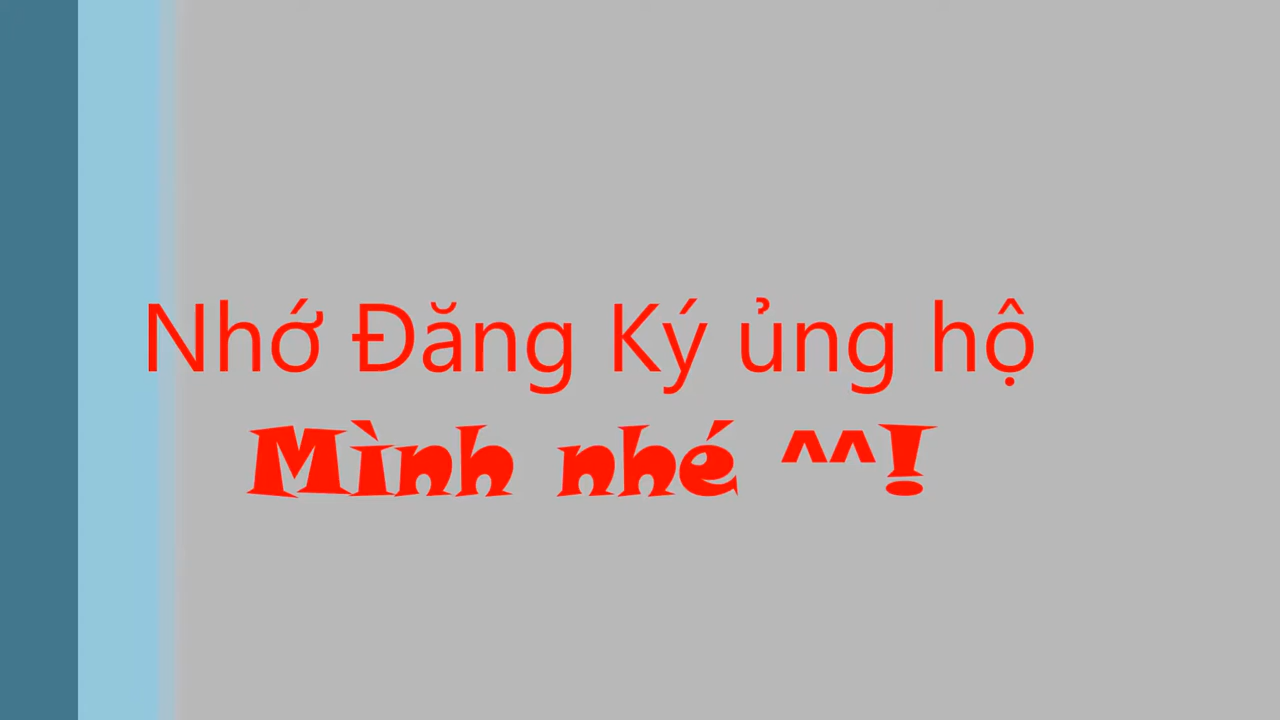 Nhớ Đăng Ký ủng hộ
Mình nhé ^^!